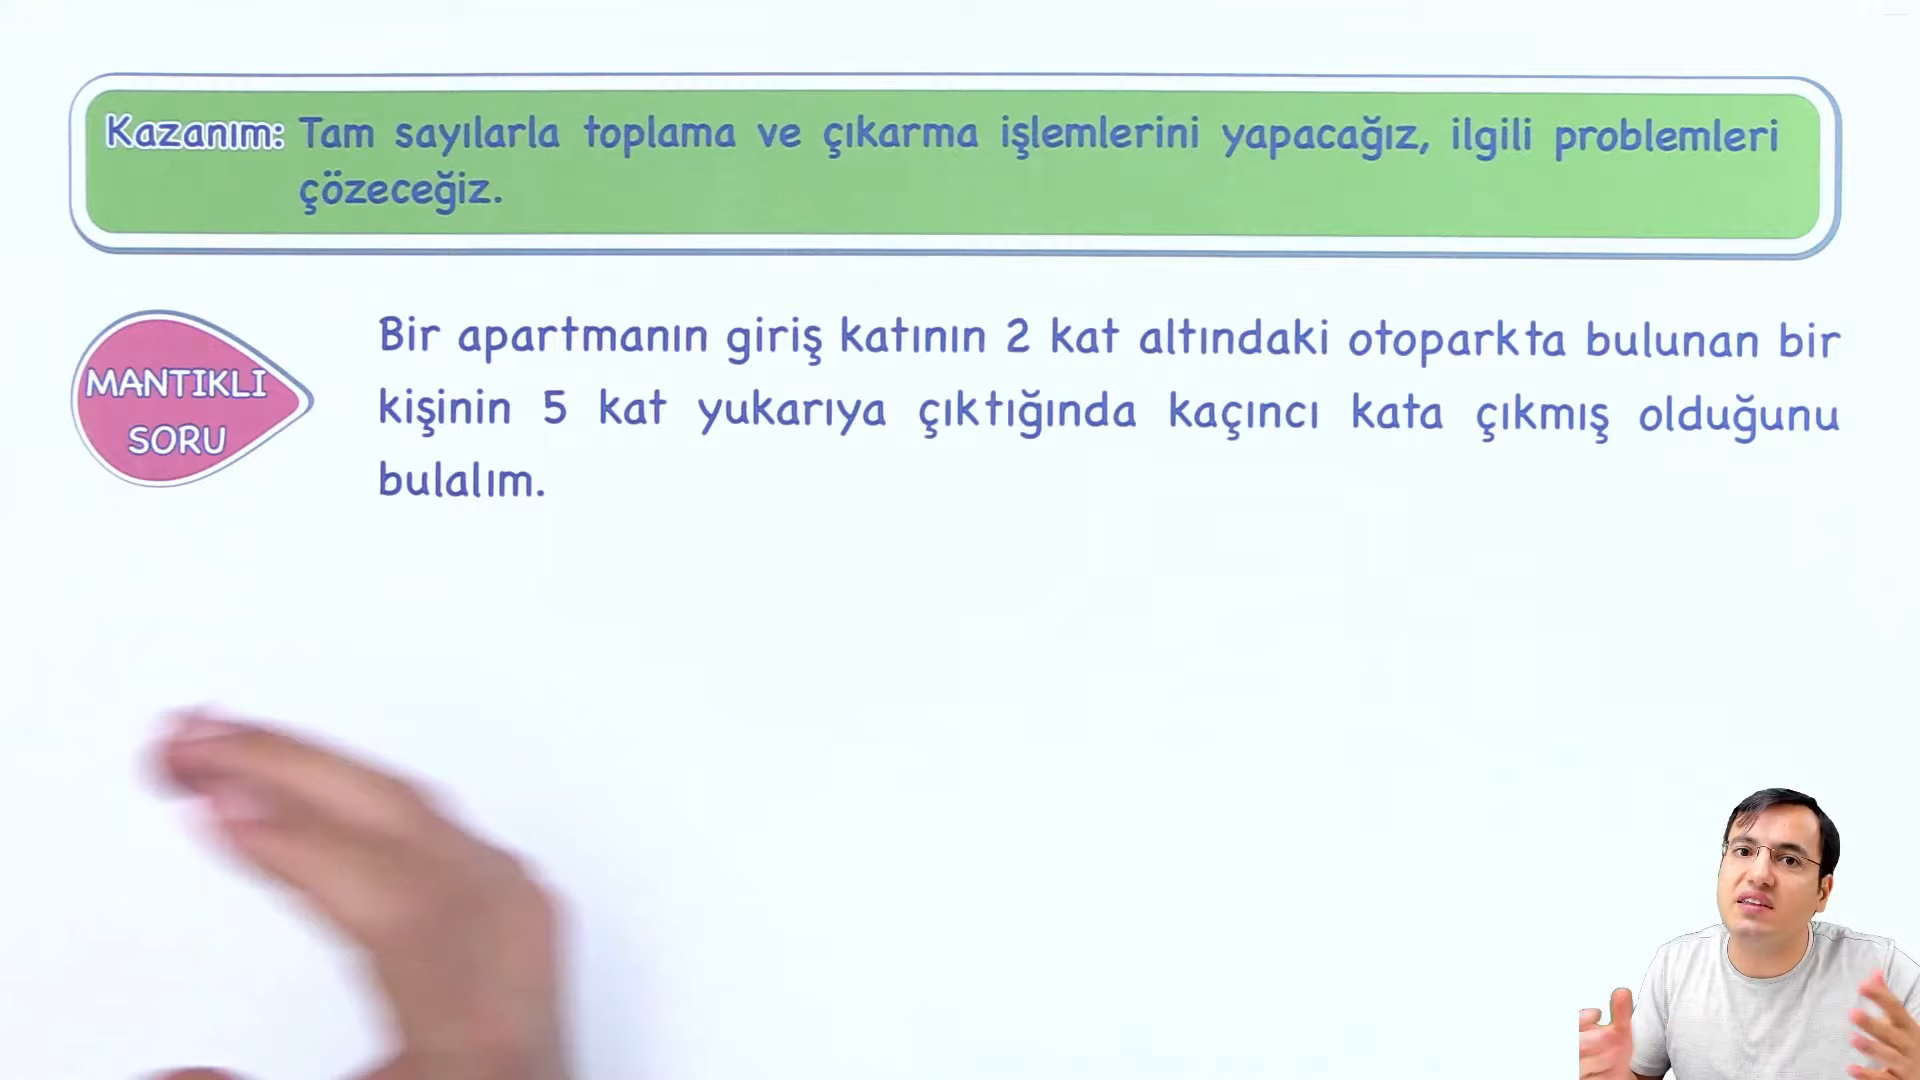 Kazanım: Tam sayılarla toplama ve çıkarma işlemlerini yapacağız, ilgili problemleri
çözeceğiz.
MANTIKLI
SORU
Bir apartmanın giriş katının 2 kat altındaki otoparkta bulunan bir
kişinin 5 kat yukarıya çıktığında kaçıncı kata çıkmış olduğunu
bulalım.